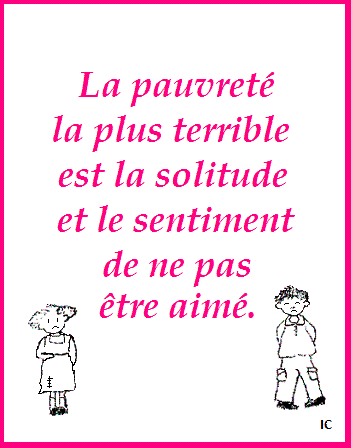 La pauvreté
la plus terrible
est la solitude
et le sentiment
de ne pas
être aimé.
IC